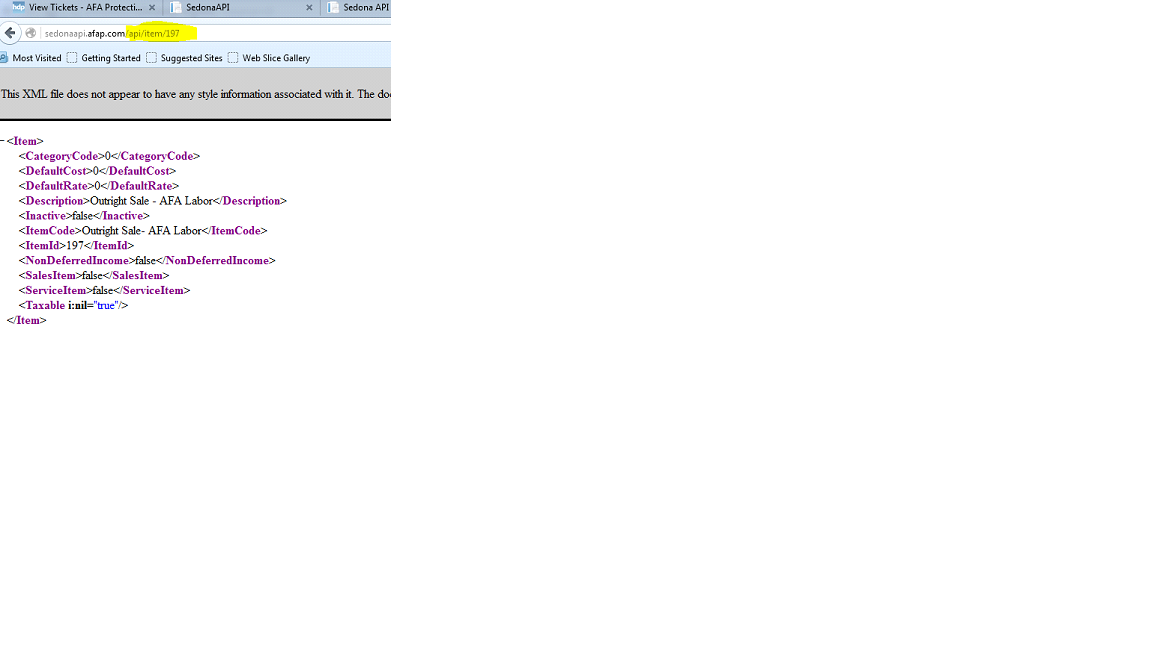 hdp View Tickets - AFA Protecti... × SedonaAPI × Sedona API
sedonaapi.afap.com/api/item/197
Most Visited Getting Started Suggested Sites Web Slice Gallery
This XML file does not appear to have any style information associated with it. The
<Item>
<CategoryCode>0</CategoryCode>
<DefaultCost>0</DefaultCost>
<DefaultRate>0</DefaultRate>
<Description>Outright Sale - AFA Labor</Description>
<Inactive>false</Inactive>
<ItemCode>Outright Sale- AFA Labor</ItemCode>
<ItemId>197</ItemId>
<NonDeferredIncome>false</NonDeferredIncome>
<SalesItem>false</SalesItem>
<ServiceItem>false</ServiceItem>
<Taxable i:nil="true"/>
</Item>